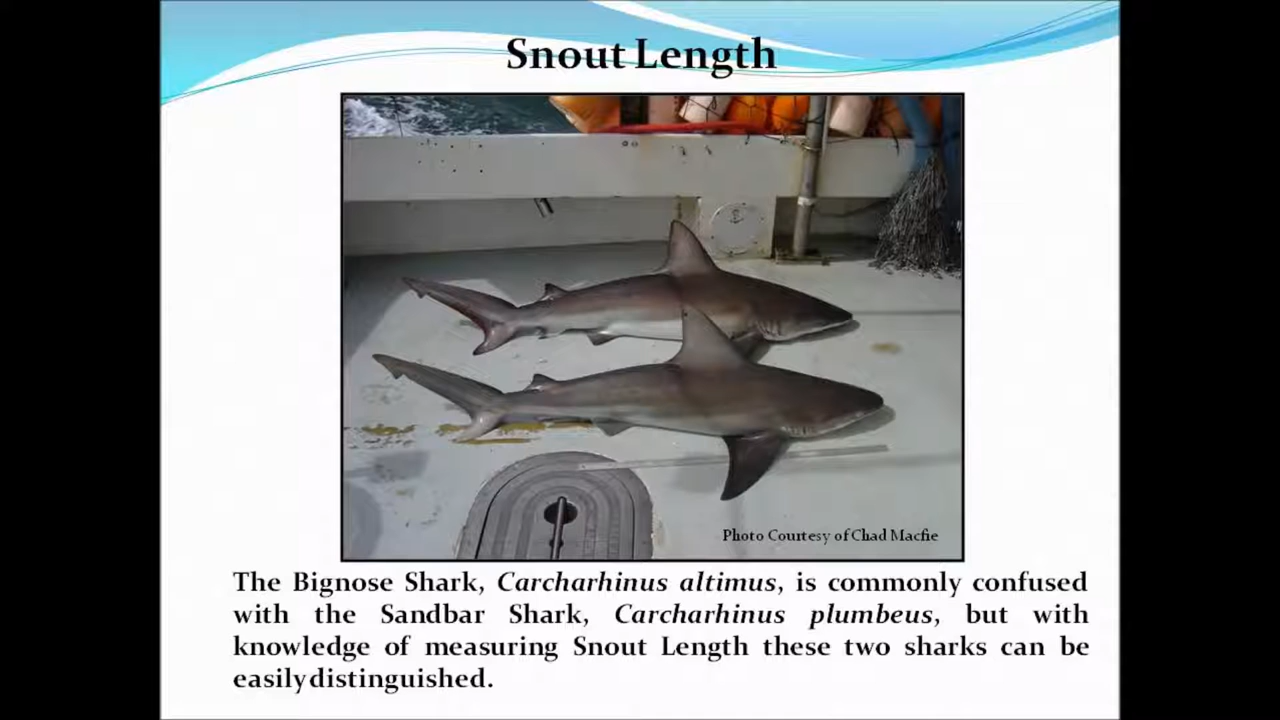 Snout Length
Photo Courtesy of Chad Macfie
The Bignose Shark, Carcharhinus altimus, is commonly confused
with the Sandbar Shark, Carcharhinus plumbeus, but with
knowledge of measuring Snout Length these two sharks can be
easily distinguished.